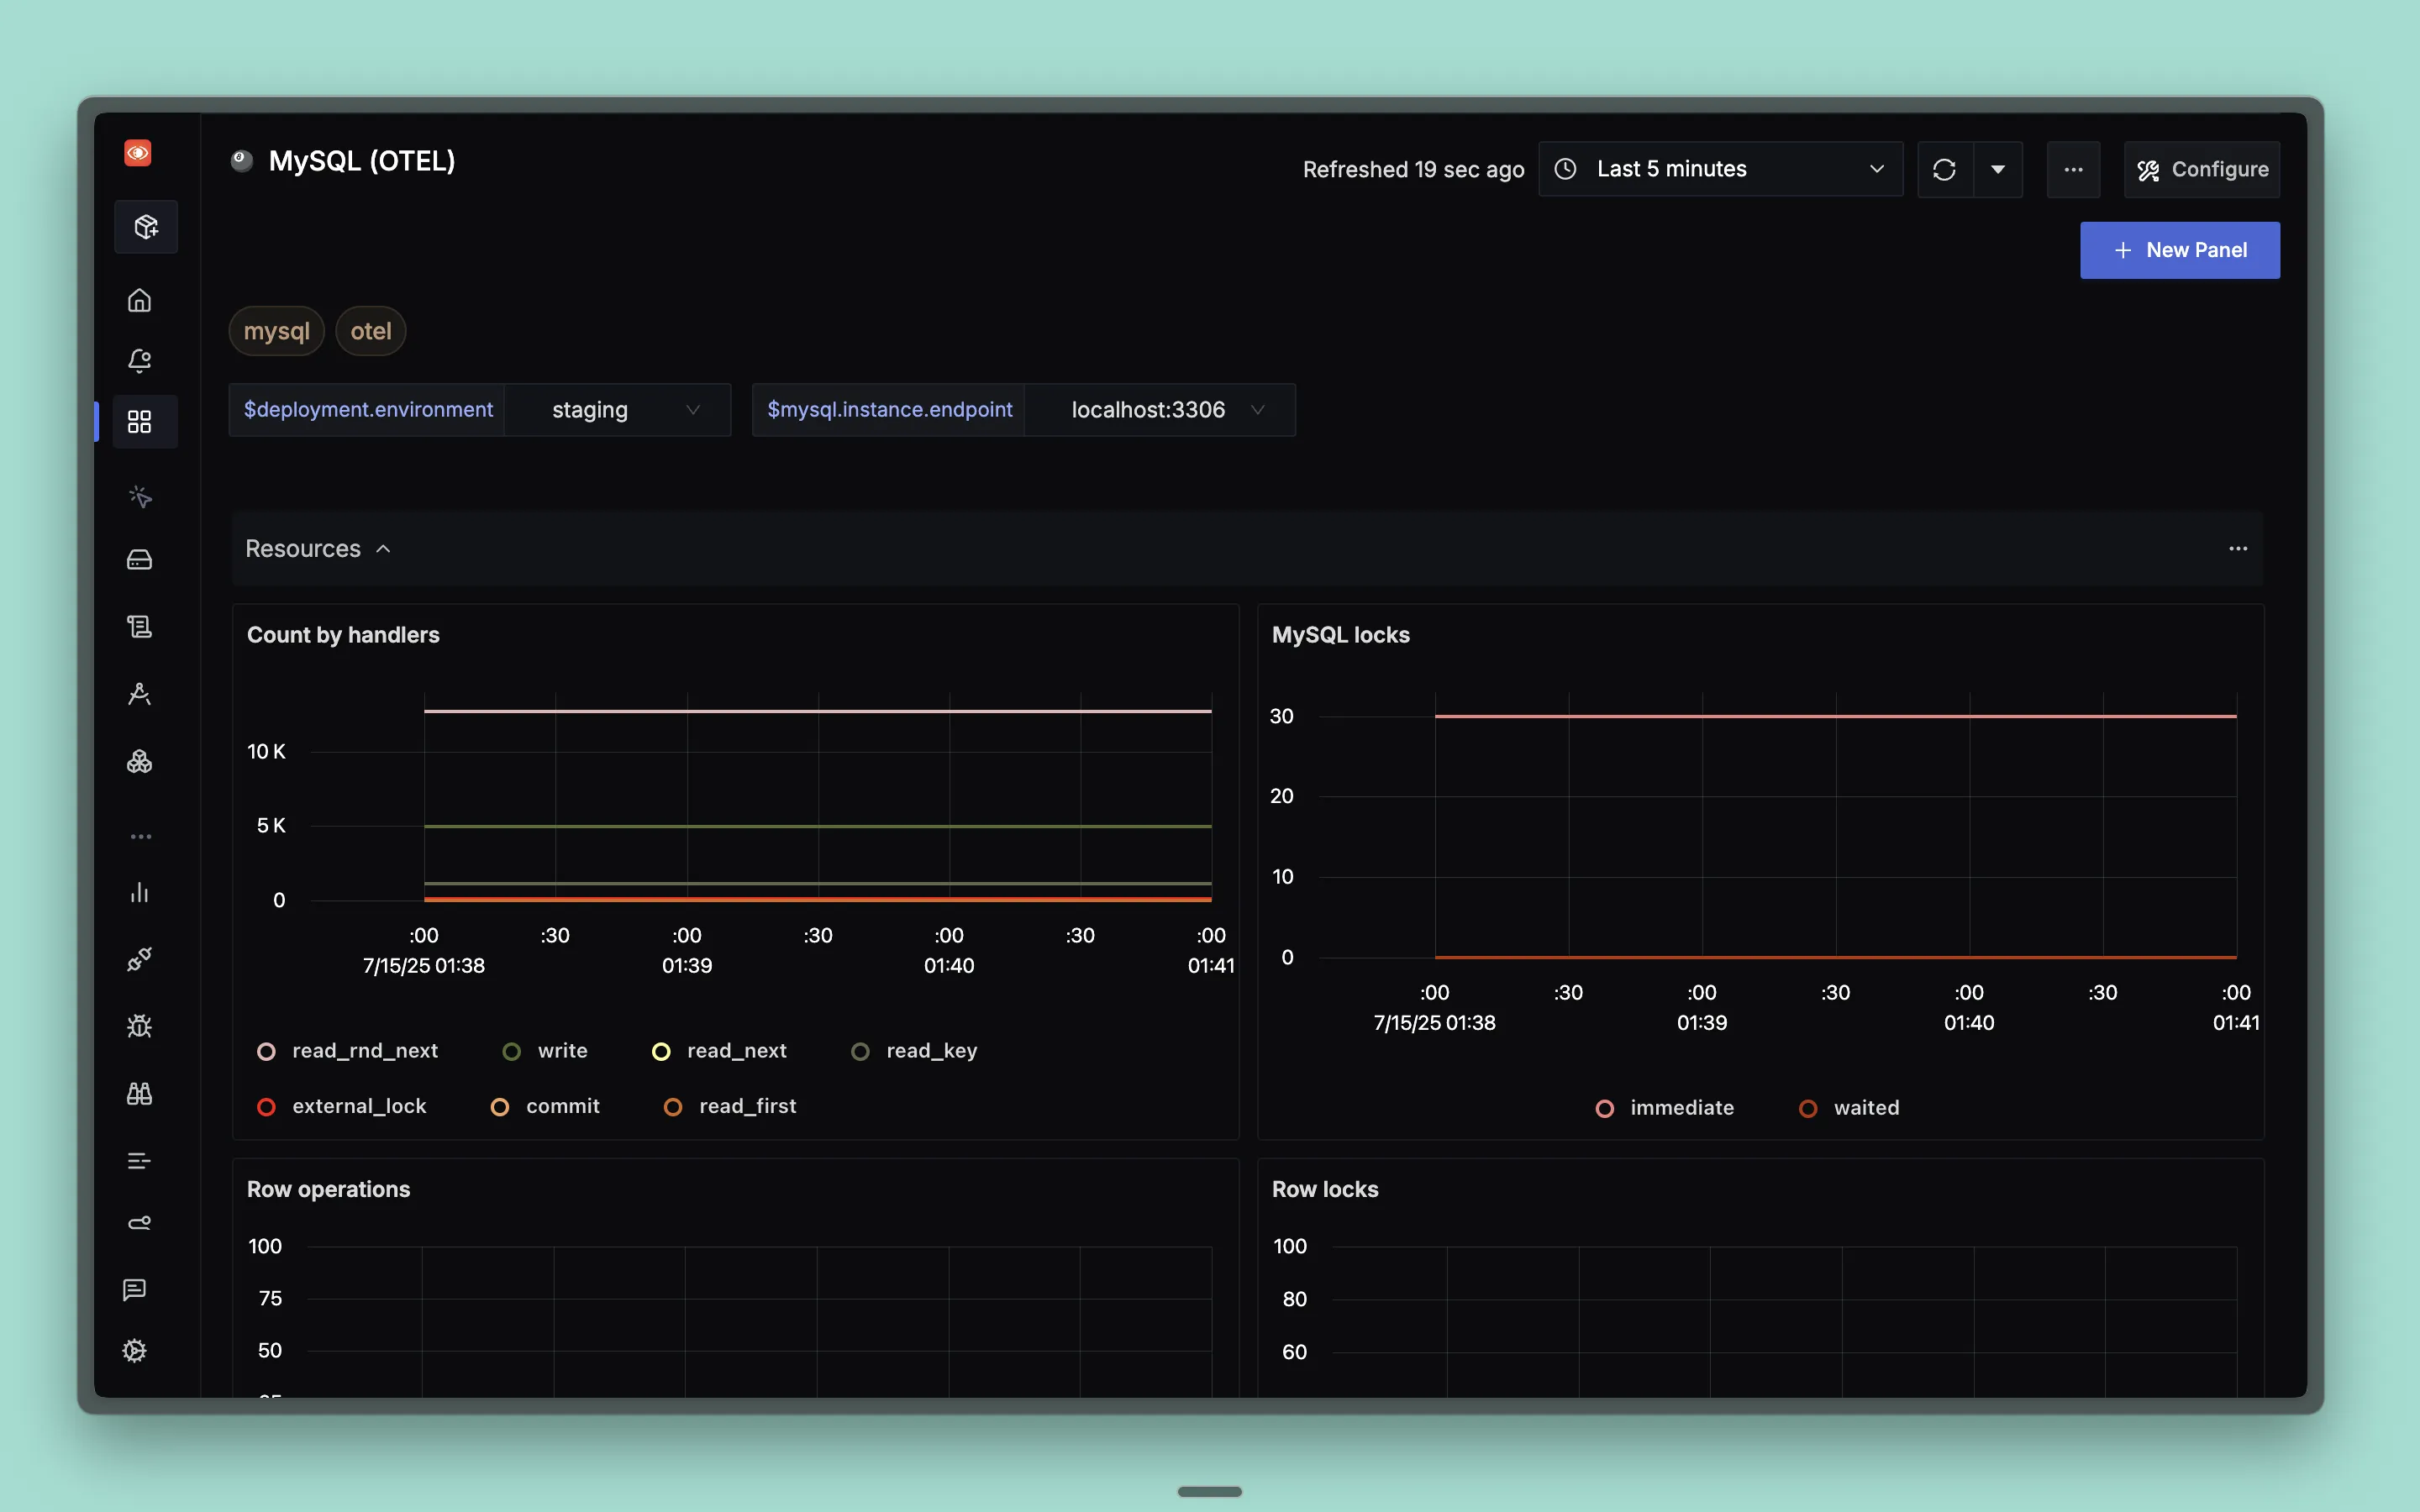 MySQL (OTEL)
Refreshed 19 sec ago
Last 5 minutes
Configure
New Panel
mysql
otel
$deployment.environment
staging
$mysql.instance.endpoint
localhost:3306
Resources
Count by handlers
10 K
5 K
0
:00 :30 :00 :30 :00 :30 :00
7/15/25 01:38 01:39 01:40 01:41
read_rnd_next write read_next read_key
external_lock commit read_first
MySQL locks
30
20
10
0
:00 :30 :00 :30 :00 :30 :00
7/15/25 01:38 01:39 01:40 01:41
immediate waited
Row operations
100
75
50
Row locks
100
80
60